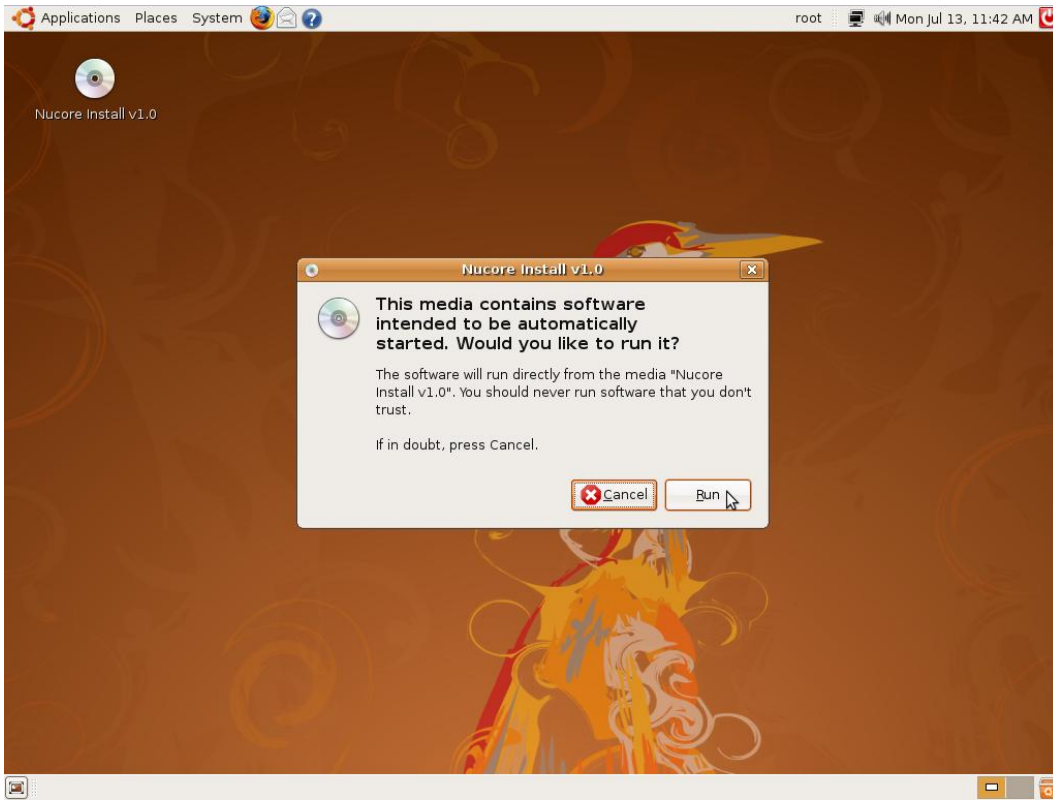 Applications Places System
root
Mon Jul 13, 11:42 AM
Nucore Install v1.0
Nucore Install v1.0
This media contains software
intended to be automatically
started. Would you like to run it?
The software will run directly from the media "Nucore
Install v1.0". You should never run software that you don't
trust.
If in doubt, press Cancel.
Cancel
Run